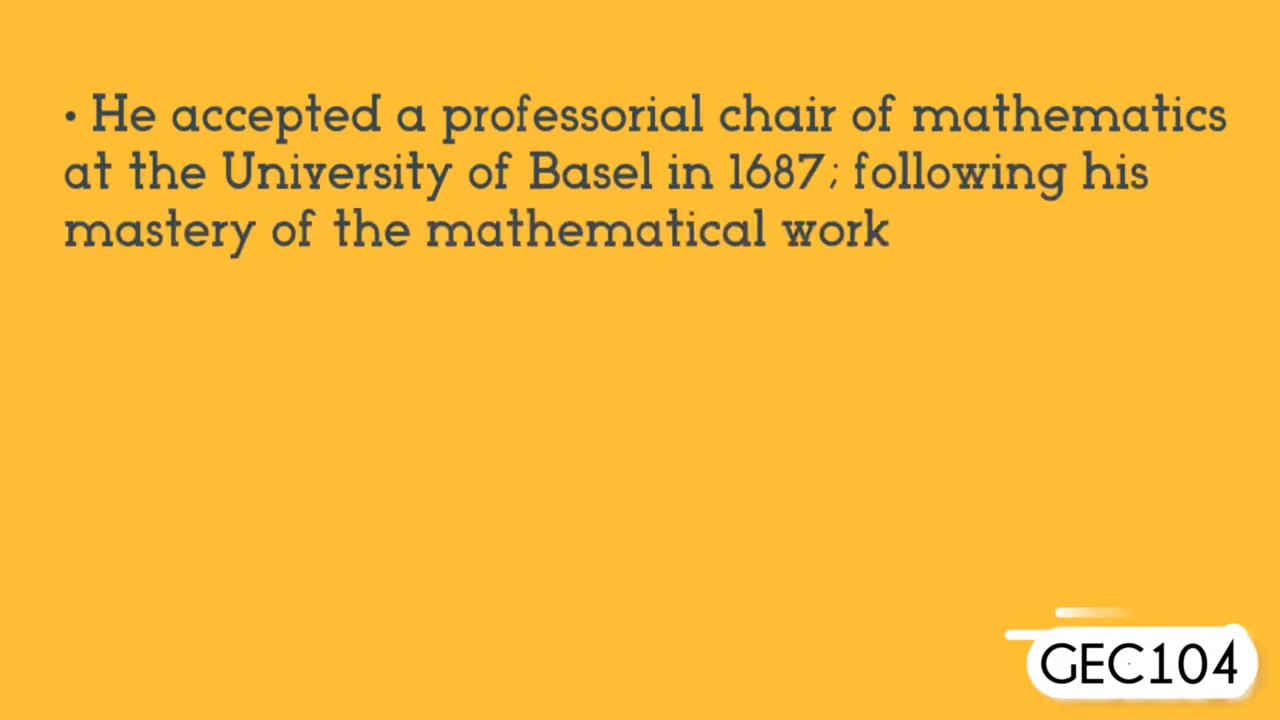 • He accepted a professorial chair of mathematics
at the University of Basel in 1687; following his
mastery of the mathematical work
GEC104